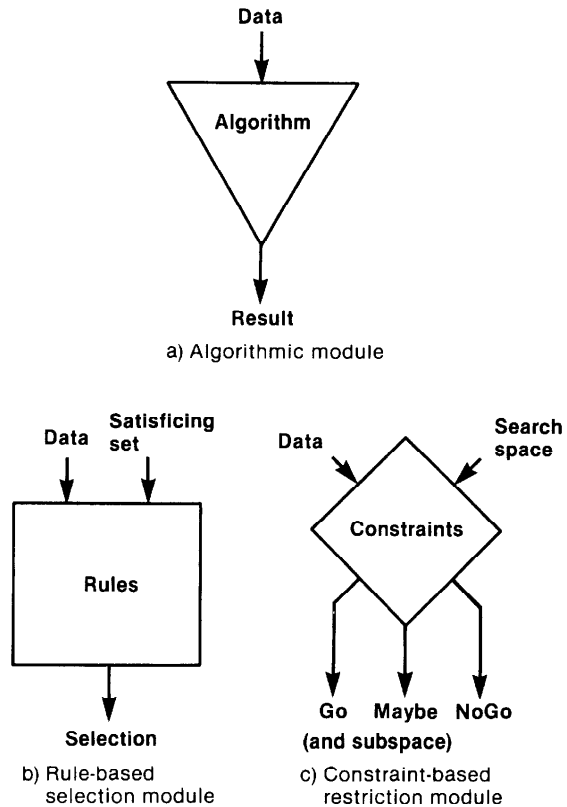 Data
Algorithm
Result
a) Algorithmic module
Data
Satisficing
set
Rules
Selection
b) Rule-based
selection module
Data
Search
space
Constraints
Go Maybe NoGo
(and subspace)
c) Constraint-based
restriction module